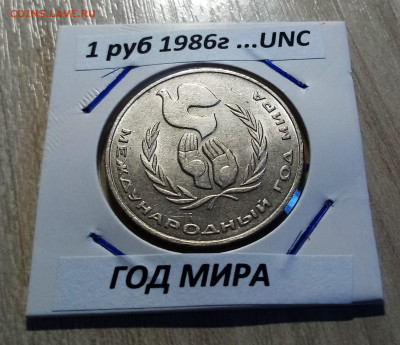 COINS.LAVE.RU
1 руб 1986г ...UNC
МЕЖДУНАРОДНЫЙ ГОД МИРА
ГОД МИРА